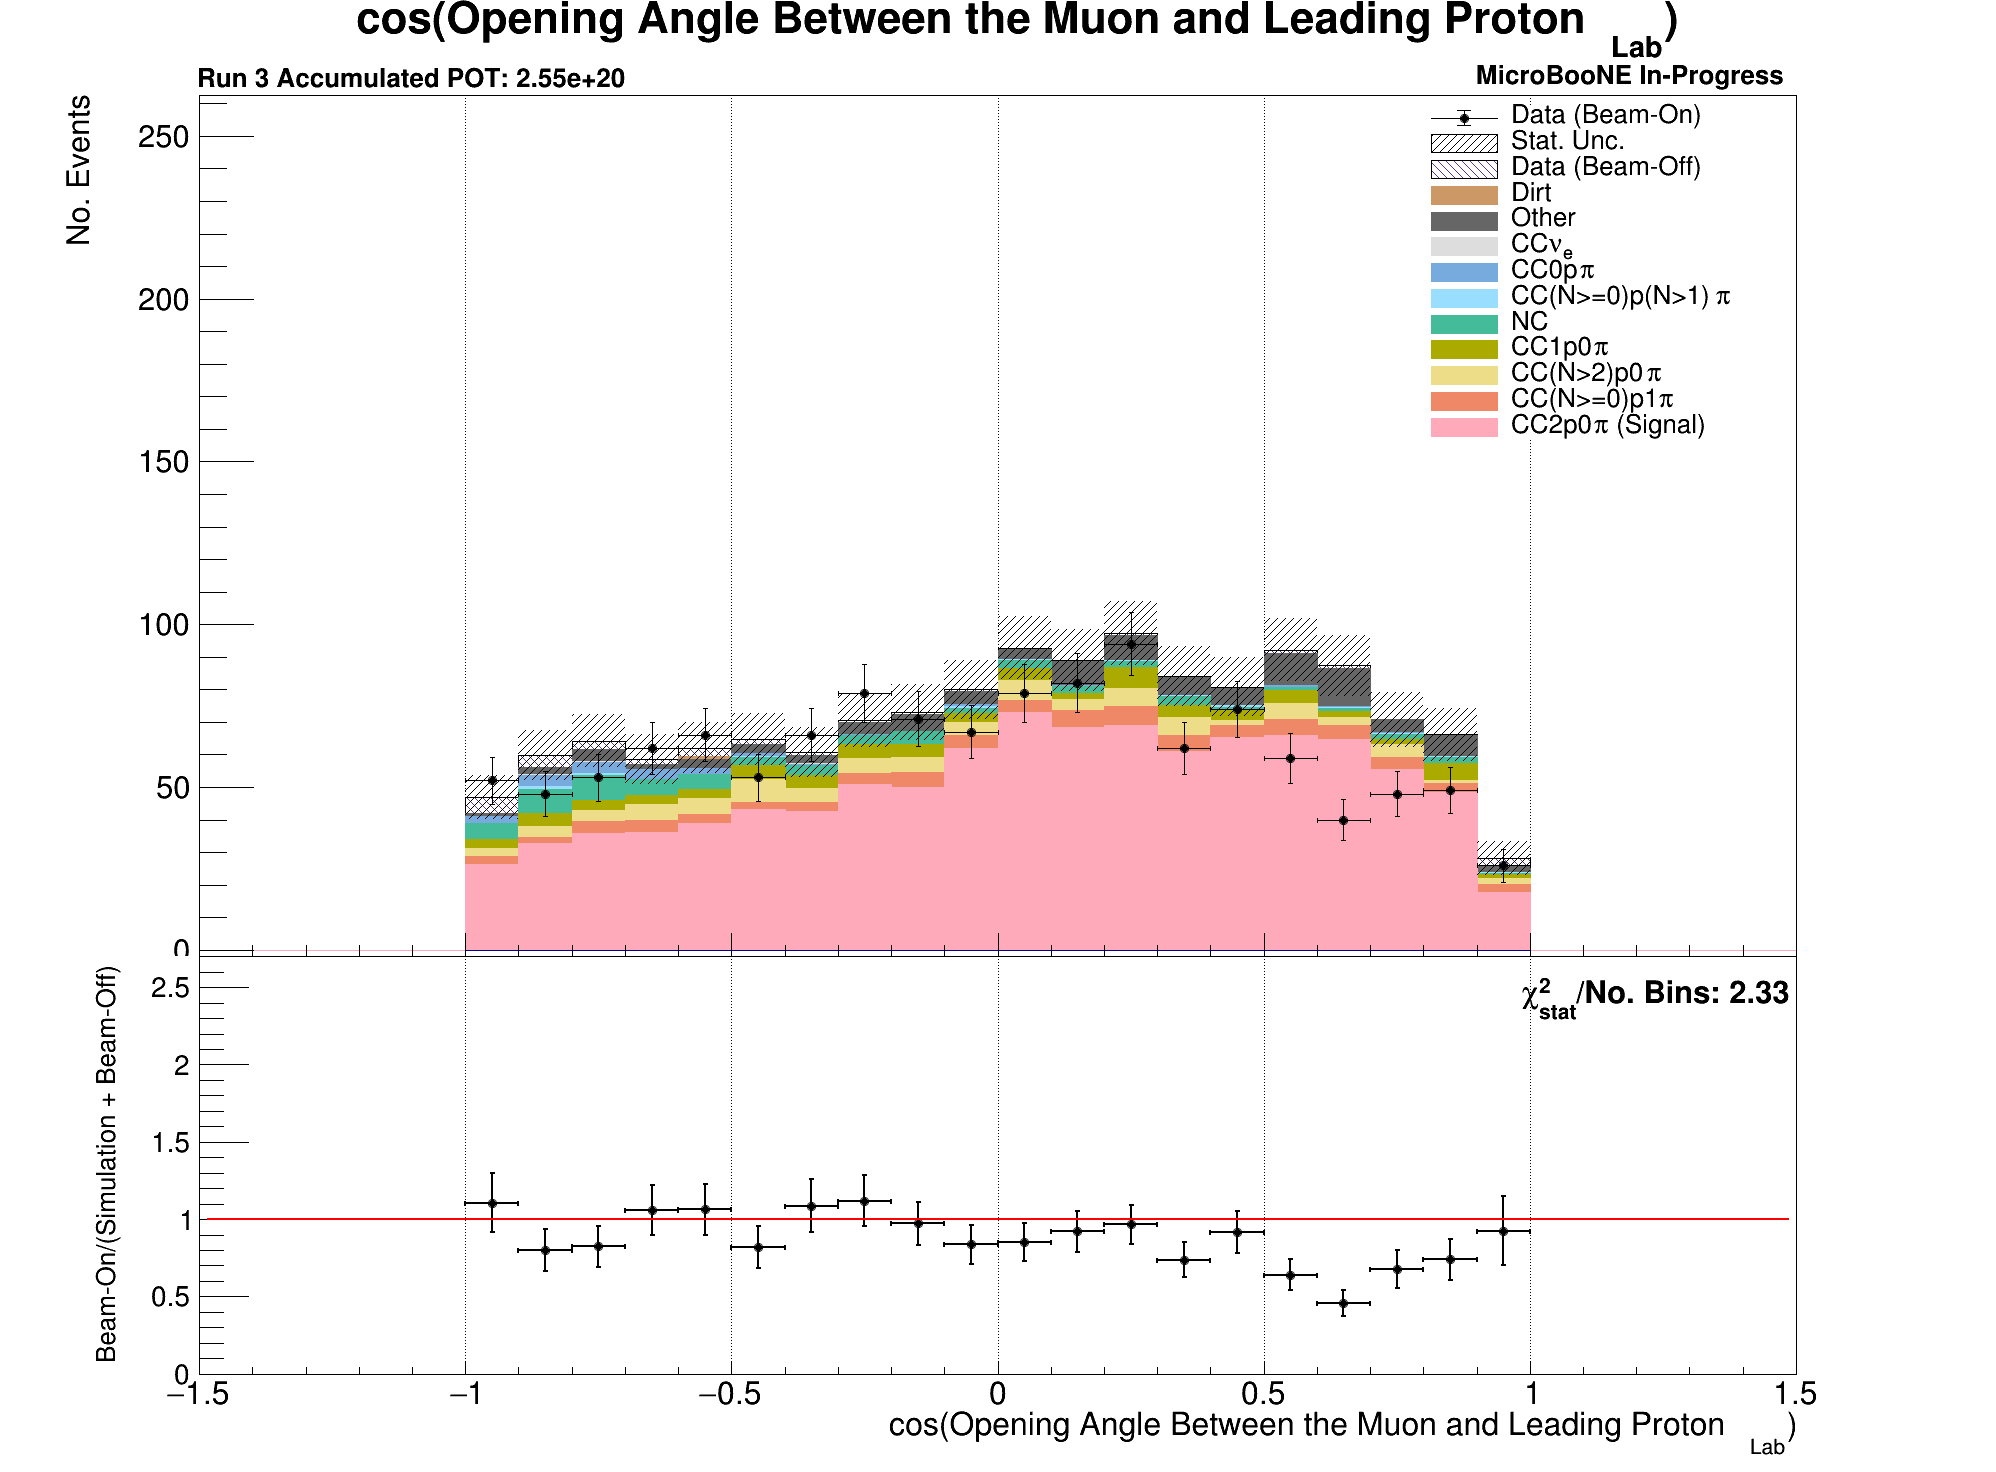 cos(Opening Angle Between the Muon and Leading Proton Lab)
Run 3 Accumulated POT: 2.55e+20
MicroBooNE In-Progress
No. Events
250
200
150
100
50
0
Data (Beam-On)
Stat. Unc.
Data (Beam-Off)
Dirt
Other
CCνe
CC0pπ
CC(N>=0)p(N>1) π
NC
CC1p0π
CC(N>2)p0π
CC(N>=0)p1π
CC2p0π (Signal)
Beam-On/(Simulation + Beam-Off)
2.5
2
1.5
1
0.5
0
χ²stat/No. Bins: 2.33
−1.5 −1 −0.5 0 0.5 1 1.5
cos(Opening Angle Between the Muon and Leading Proton Lab)